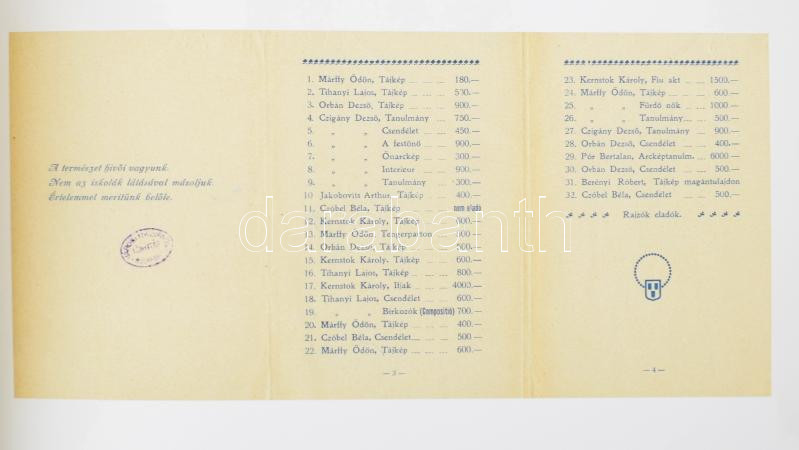 A természet hívői vagyunk.
Nem az iskolák látásával másoljuk.
Értelemmel merítünk belőle.
1. Márffy Ödön, Tájkép 180.—
2. Tihanyi Lajos, Tájkép
3. Orbán Dezső, Tájkép 900.—
4. Czigány Dezső, Tanulmány 750.—
5. „ „ Csendélet 450.—
6. „ „ A festőnő 900.—
7. „ „ Önarckép 300.—
8. „ „ Interieur 900.—
9. „ „ Tanulmány 300.—
10 Jakobovits Arthur, Tájkép 400.—
11. Czóbel Béla, Tájkép nem eladó
12. Kernstok Károly, Tájkép
13. Márffy Ödön Tengerparton
14. Orbán Dezső, Tájkép
15. Kernstok Károly. Tájkép 600.—
16. Tihanyi Lajos, Tájkép 800.—
17. Kernstok Károly, Ifjak 4000.—
18. Tihanyi Lajos, Csendélet 600.—
19. „ „ Birkozók (Compositió) 700.—
20. Márffy Ödön, Tájkép 400.—
21. Czóbel Béla, Csendélet 500—
22. Márffy Ödön, Tájkép 600.—
— 3 —
23. Kernstok Károly, Fiu akt 1500.—
24. Márffy Ödön, Tájkép 600—
25. „ „ Fürdő nők 1000—
26. „ „ Tanulmány 500.—
27. Czigány Dezső, Tanulmány 900.—
28. Orbán Dezső, Csendélet 400.—
29. Pór Bertalan, Arcképtanulm. 6000—
30. Orbán Dezső, Csendélet 500.—
31. Berényi Róbert, Tájkép magántulajdon
32. Czóbel Béla, Csendélet 500.—
Rajzók eladók.
— 4 —
darabanth